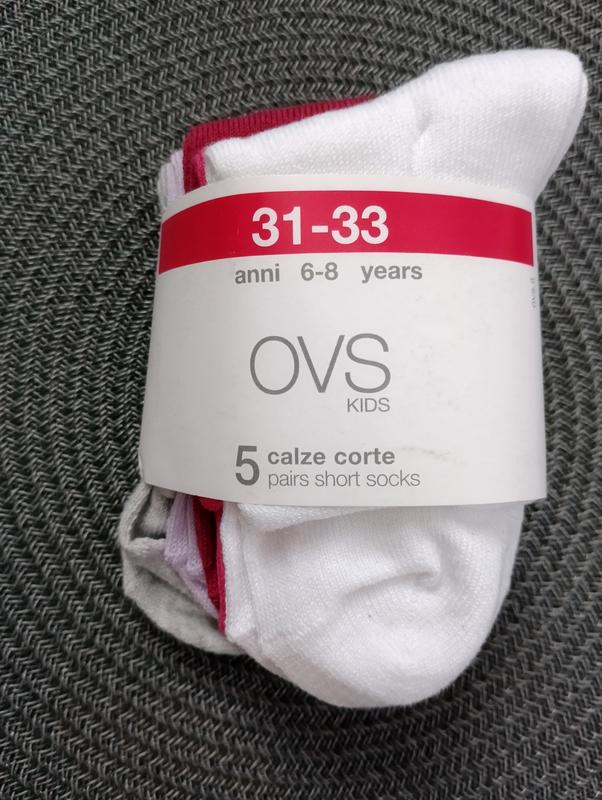 31-33
anni 6-8 years
OVS
KIDS
5 calze corte
pairs short socks